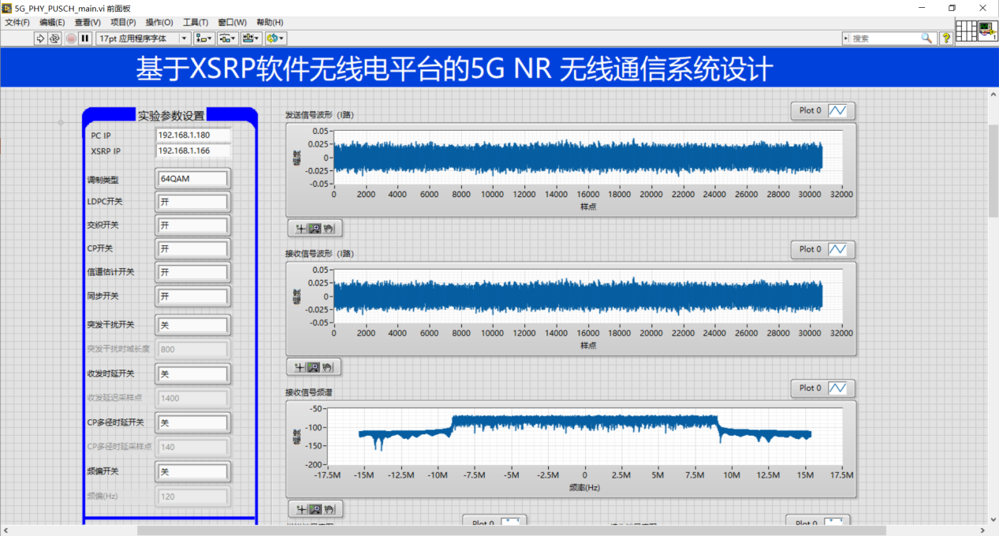 5G_PHY_PUSCH_main.vi 前面板
文件(F) 编辑(E) 查看(V) 项目(P) 操作(O) 工具(T) 窗口(W) 帮助(H)
17pt 应用程序字体
搜索
?
1
基于XSRP软件无线电平台的5G NR 无线通信系统设计
实验参数设置
PC IP 192.168.1.180
XSRP IP 192.168.1.166
调制类型 64QAM
LDPC开关 开
交织开关 开
CP开关 开
信道估计开关 开
同步开关 开
突发干扰开关 关
突发干扰时域长度 800
收发时延开关 关
收发延迟采样点 1400
CP多径时延开关 关
CP多径时延采样点 140
频偏开关 关
频偏(Hz) 120
发送信号波形（I路）
Plot 0
幅度
0.05
0.025
0
-0.025
-0.05
0 2000 4000 6000 8000 10000 12000 14000 16000 18000 20000 22000 24000 26000 28000 30000 32000
样点
接收信号波形（I路）
Plot 0
幅度
0.05
0.025
0
-0.025
-0.05
0 2000 4000 6000 8000 10000 12000 14000 16000 18000 20000 22000 24000 26000 28000 30000 32000
样点
接收信号频谱
Plot 0
幅度
-50
-100
-150
-200
-17.5M -15M -12.5M -10M -7.5M -5M -2.5M 0 2.5M 5M 7.5M 10M 12.5M 15M 17.5M
频率(Hz)
Plot 0
Plot 0